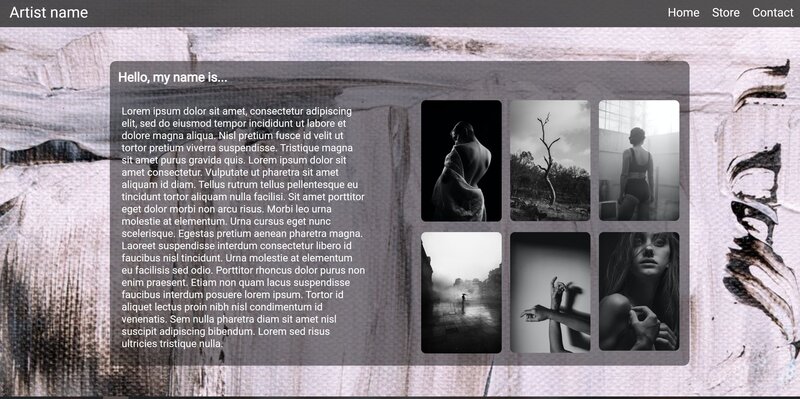 Artist name
Home Store Contact
Hello, my name is...
Lorem ipsum dolor sit amet, consectetur adipiscing
elit, sed do eiusmod tempor incididunt ut labore et
dolore magna aliqua. Nisl pretium fusce id velit ut
tortor pretium viverra suspendisse. Tristique magna
sit amet purus gravida quis. Lorem ipsum dolor sit
amet consectetur. Vulputate ut pharetra sit amet
aliquam id diam. Tellus rutrum tellus pellentesque eu
tincidunt tortor aliquam nulla facilisi. Sit amet porttitor
eget dolor morbi non arcu risus. Morbi leo urna
molestie at elementum. Urna cursus eget nunc
scelerisque. Egestas pretium aenean pharetra magna.
Laoreet suspendisse interdum consectetur libero id
faucibus nisl tincidunt. Urna molestie at elementum
eu facilisis sed odio. Porttitor rhoncus dolor purus non
enim praesent. Etiam non quam lacus suspendisse
faucibus interdum posuere lorem ipsum. Tortor id
aliquet lectus proin nibh nisl condimentum id
venenatis. Sem nulla pharetra diam sit amet nisl
suscipit adipiscing bibendum. Lorem sed risus
ultricies tristique nulla.